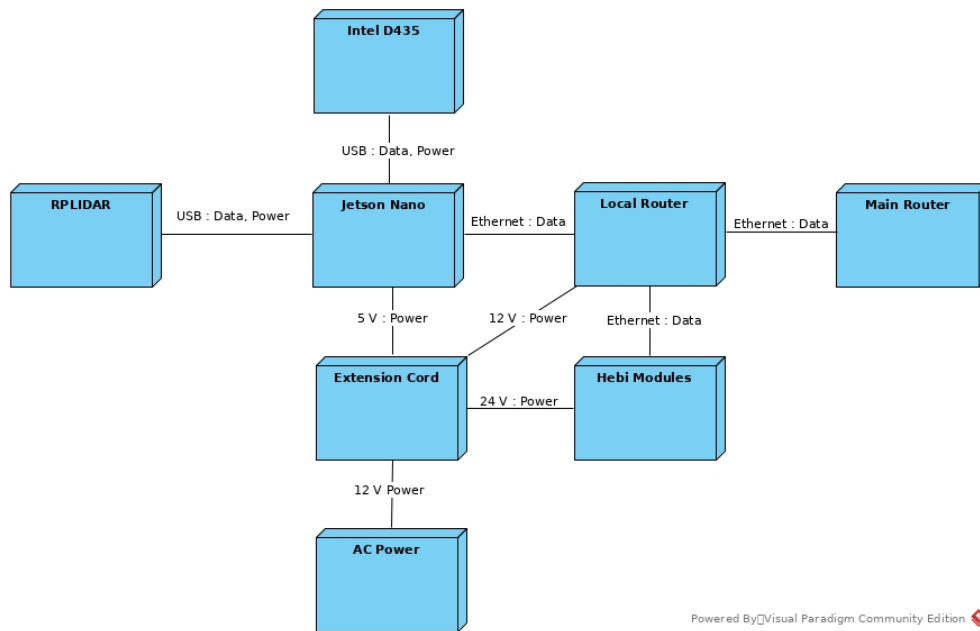 Intel D435
USB : Data, Power
RPLIDAR
USB : Data, Power
Jetson Nano
Ethernet : Data
Local Router
Ethernet : Data
Main Router
5 V : Power
12 V : Power
Ethernet : Data
Extension Cord
24 V : Power
Hebi Modules
12 V Power
AC Power
Powered By▯Visual Paradigm Community Edition